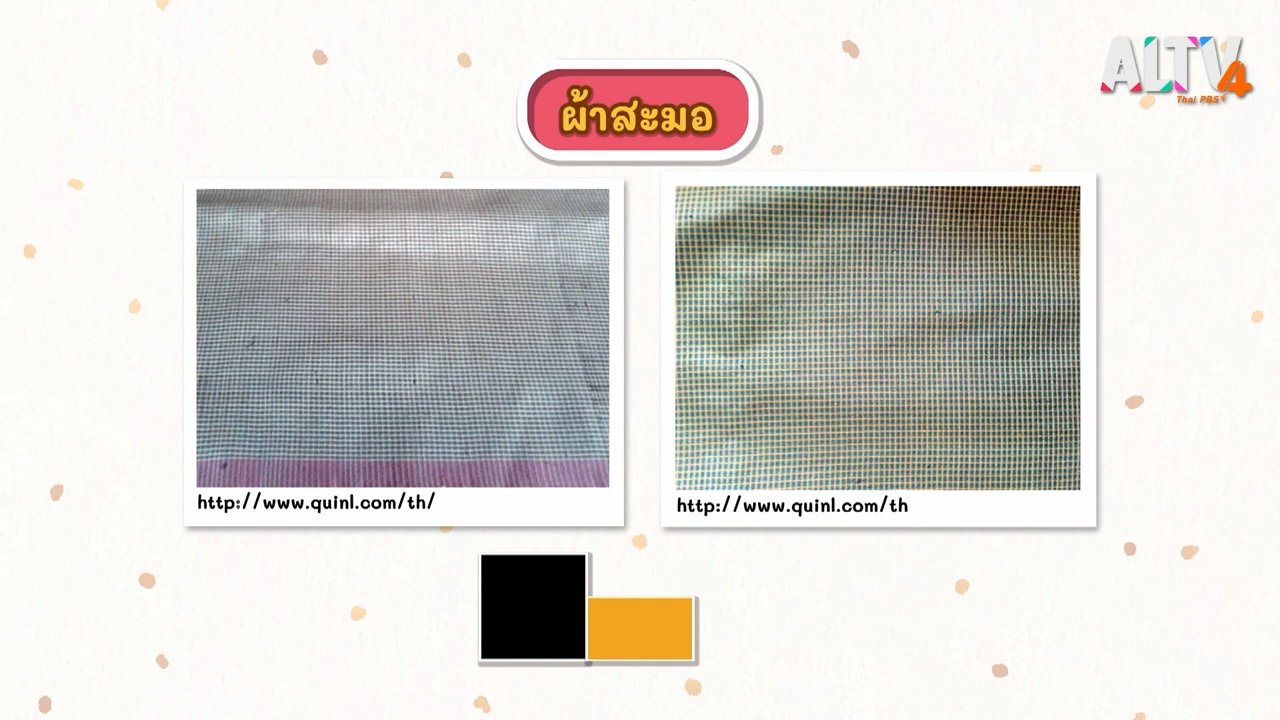 ALTV4
Thai PBS
ผ้าสะมอ
http://www.quinl.com/th/
http://www.quinl.com/th